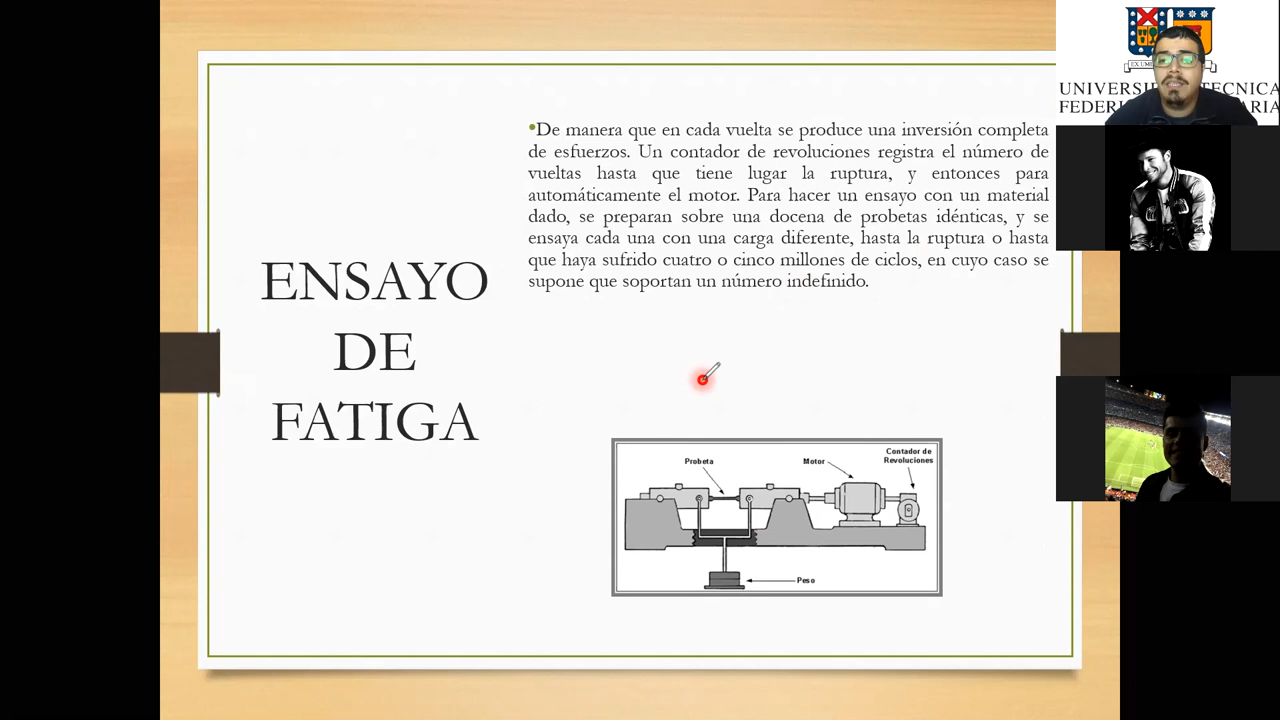 ENSAYO
DE
FATIGA
•De manera que en cada vuelta se produce una inversión completa
de esfuerzos. Un contador de revoluciones registra el número de
vueltas hasta que tiene lugar la ruptura, y entonces para
automáticamente el motor. Para hacer un ensayo con un material
dado, se preparan sobre una docena de probetas idénticas, y se
ensaya cada una con una carga diferente, hasta la ruptura o hasta
que haya sufrido cuatro o cinco millones de ciclos, en cuyo caso se
supone que soportan un número indefinido.
Probeta
Motor
Contador de
Revoluciones
Peso